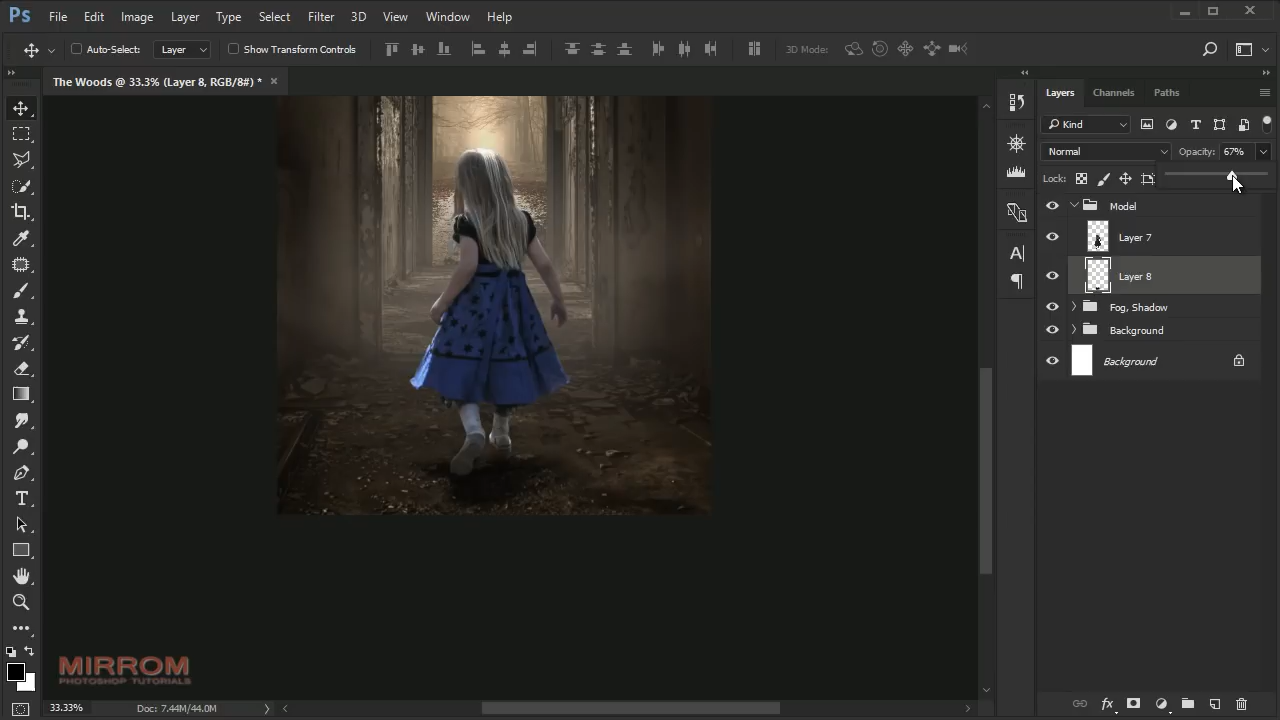 Ps File Edit Image Layer Type Select Filter 3D View Window Help
Auto-Select: Layer Show Transform Controls 3D Mode:
The Woods @ 33.3% (Layer 8, RGB/8#) * ×
Layers Channels Paths
Kind T
Normal Opacity: 67%
Lock:
Model
Layer 7
Layer 8
Fog, Shadow
Background
Background
A
T
MIRROM
PHOTOSHOP TUTORIALS
33.33% Doc: 7.44M/44.0M
fx